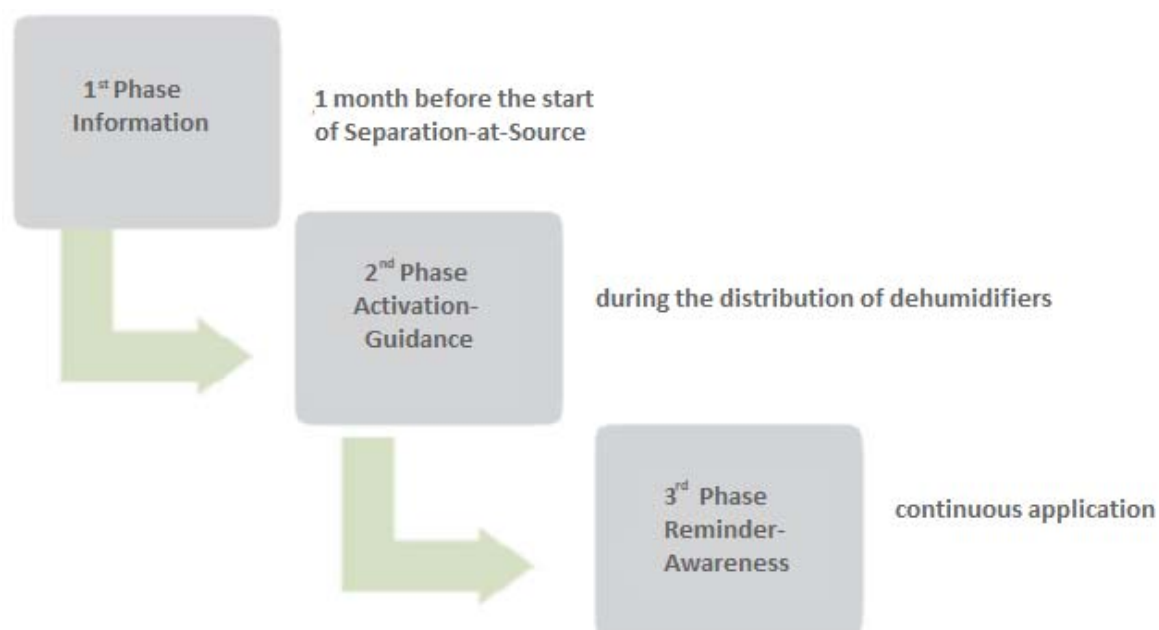 1st Phase
Information
1 month before the start
of Separation-at-Source
2nd Phase
Activation-
Guidance
during the distribution of dehumidifiers
3rd Phase
Reminder-
Awareness
continuous application